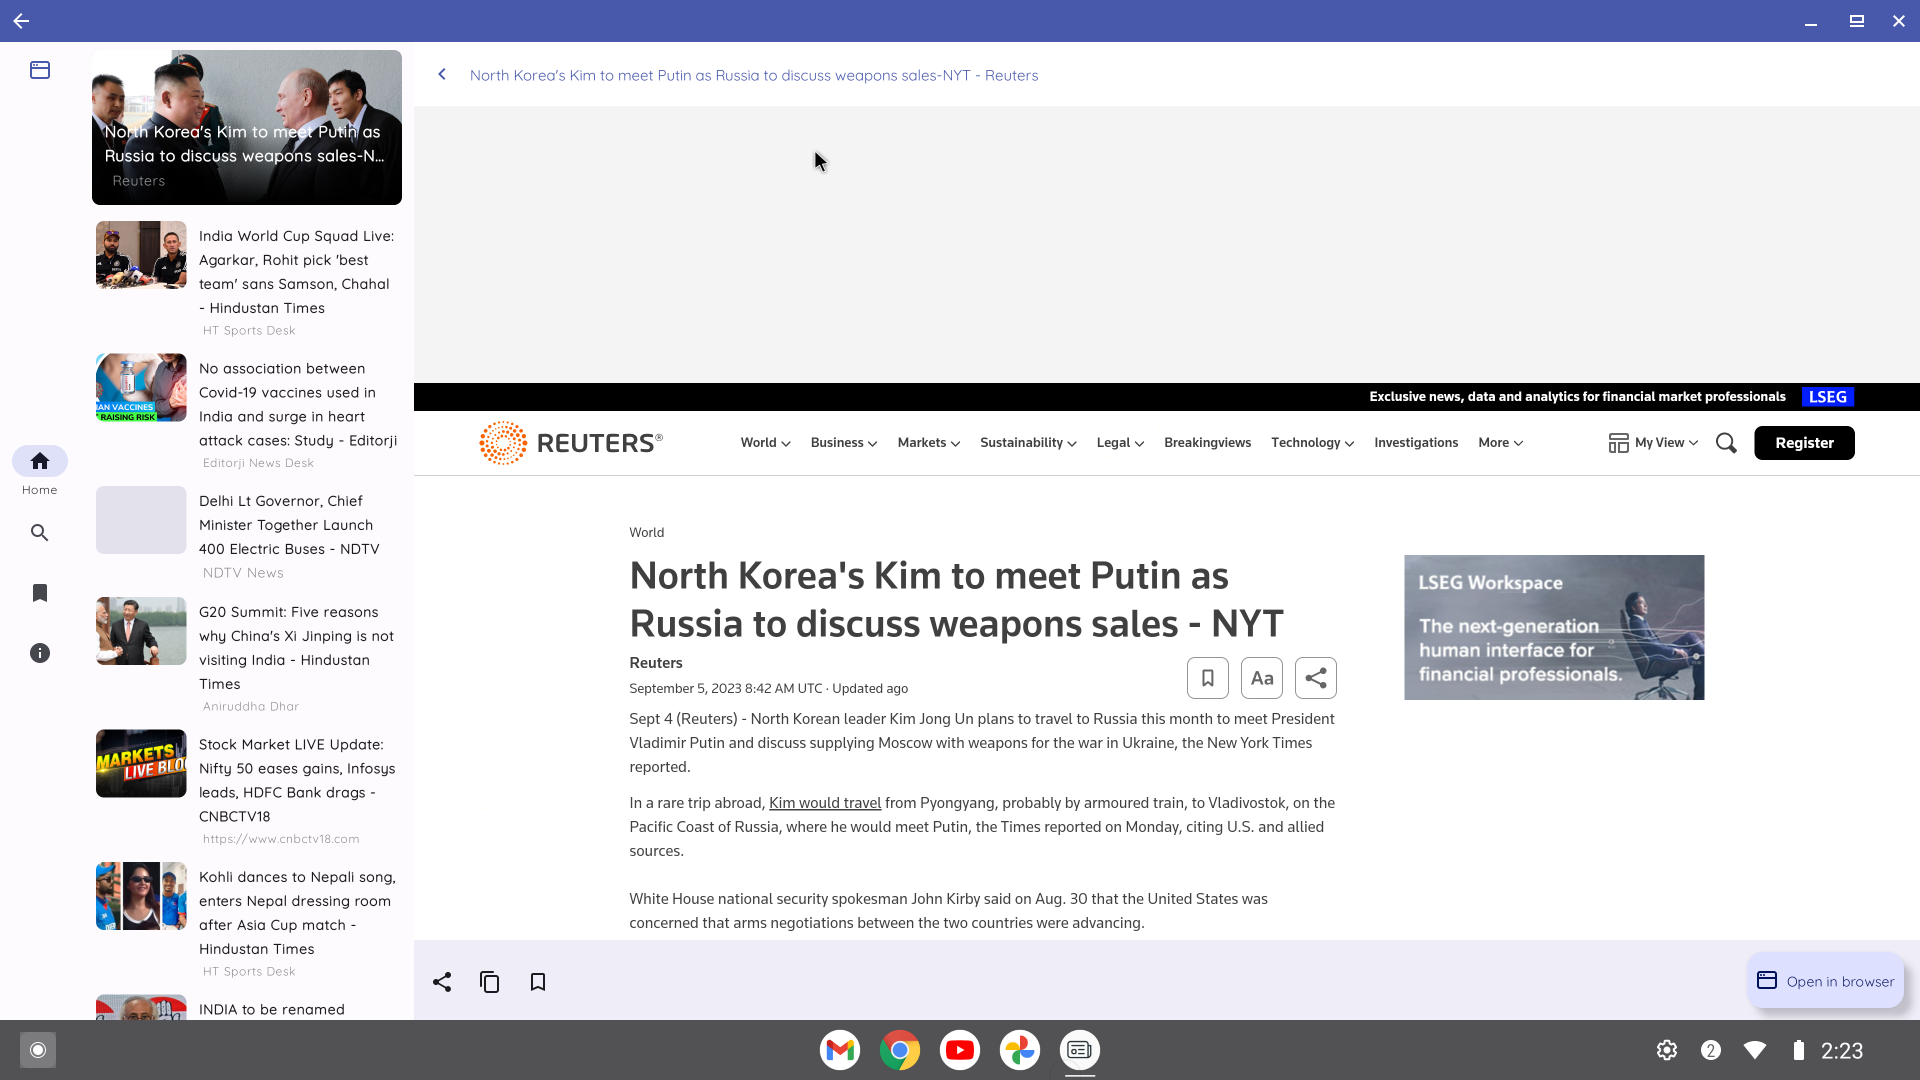 North Korea's Kim to meet Putin as
Russia to discuss weapons sales-N...
Reuters
India World Cup Squad Live:
Agarkar, Rohit pick 'best
team' sans Samson, Chahal
- Hindustan Times
HT Sports Desk
AN VACCINES
RAISING RISK
No association between
Covid-19 vaccines used in
India and surge in heart
attack cases: Study - Editorji
Editorji News Desk
Home
Delhi Lt Governor, Chief
Minister Together Launch
400 Electric Buses - NDTV
NDTV News
G20 Summit: Five reasons
why China's Xi Jinping is not
visiting India - Hindustan
Times
Aniruddha Dhar
MARKETS
LIVE BLO
Stock Market LIVE Update:
Nifty 50 eases gains, Infosys
leads, HDFC Bank drags -
CNBCTV18
https://www.cnbctv18.com
Kohli dances to Nepali song,
enters Nepal dressing room
after Asia Cup match -
Hindustan Times
HT Sports Desk
INDIA to be renamed
North Korea's Kim to meet Putin as Russia to discuss weapons sales-NYT - Reuters
Exclusive news, data and analytics for financial market professionals LSEG
REUTERS® World Business Markets Sustainability Legal Breakingviews Technology Investigations More My View Register
World
North Korea's Kim to meet Putin as
Russia to discuss weapons sales - NYT
Reuters
September 5, 2023 8:42 AM UTC · Updated ago
Aa
Sept 4 (Reuters) - North Korean leader Kim Jong Un plans to travel to Russia this month to meet President
Vladimir Putin and discuss supplying Moscow with weapons for the war in Ukraine, the New York Times
reported.
In a rare trip abroad, Kim would travel from Pyongyang, probably by armoured train, to Vladivostok, on the
Pacific Coast of Russia, where he would meet Putin, the Times reported on Monday, citing U.S. and allied
sources.
White House national security spokesman John Kirby said on Aug. 30 that the United States was
concerned that arms negotiations between the two countries were advancing.
LSEG Workspace
The next-generation
human interface for
financial professionals.
Open in browser
2 2:23